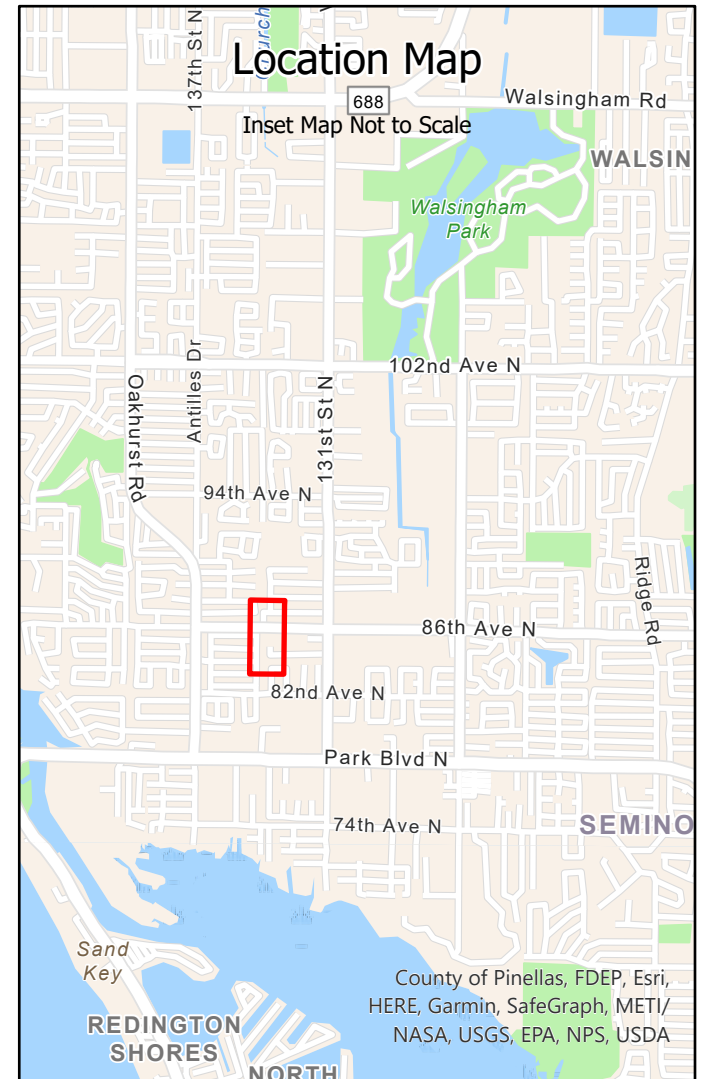 137th St N
Church
Location Map
688
Walsingham Rd
Inset Map Not to Scale
WALSIN
Walsingham
Park
102nd Ave N
Antilles Dr
Oakhurst Rd
131st St N
94th Ave N
Ridge Rd
86th Ave N
82nd Ave N
Park Blvd N
74th Ave N
SEMINO
Sand
Key
County of Pinellas, FDEP, Esri,
HERE, Garmin, SafeGraph, METI/
NASA, USGS, EPA, NPS, USDA
REDINGTON
SHORES
NORTH